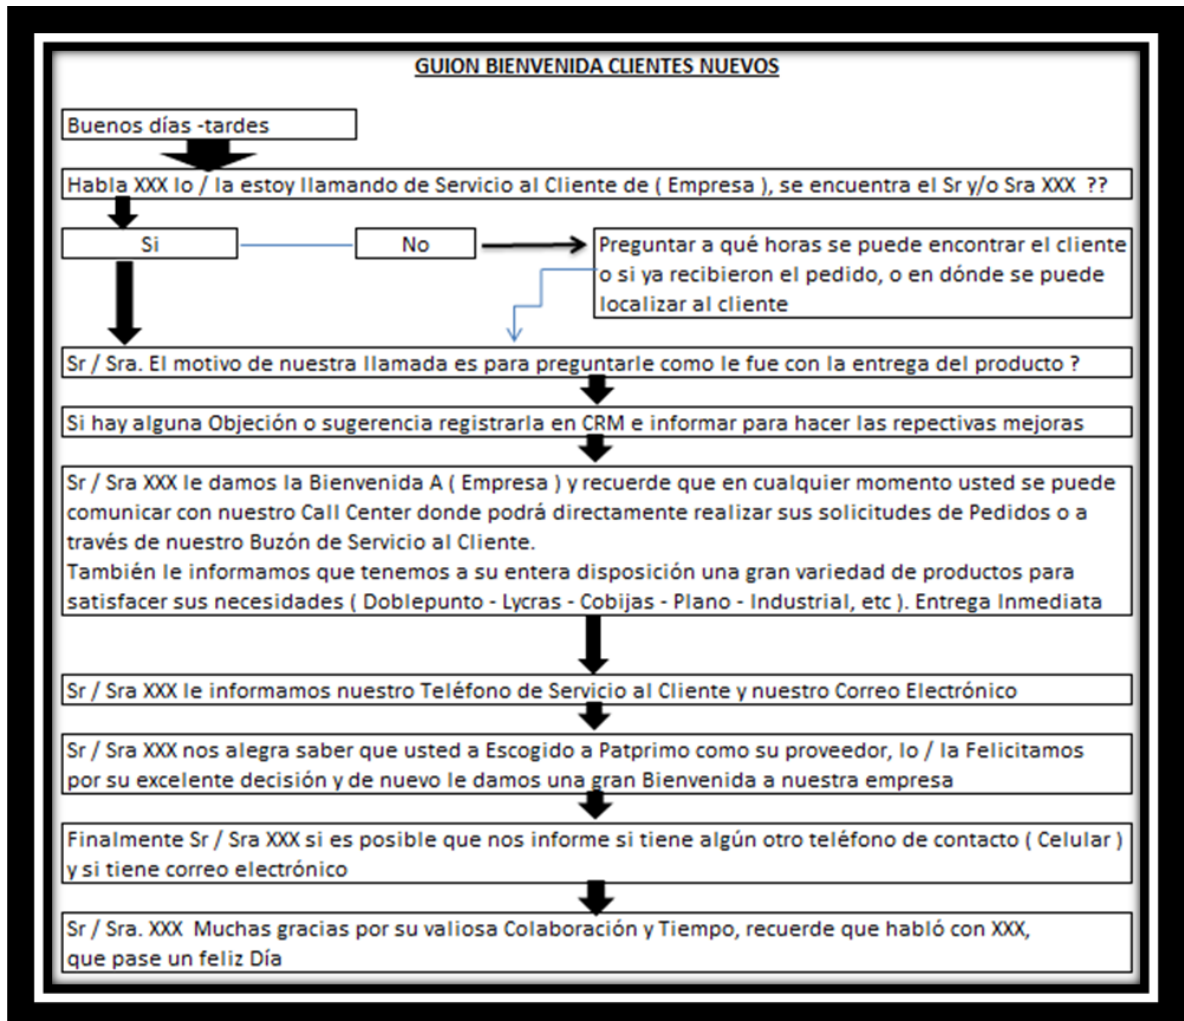 GUION BIENVENIDA CLIENTES NUEVOS
Buenos días -tardes
Habla XXX lo / la estoy llamando de Servicio al Cliente de ( Empresa ), se encuentra el Sr y/o Sra XXX ??
Si
No
Preguntar a qué horas se puede encontrar el cliente
o si ya recibieron el pedido, o en dónde se puede
localizar al cliente
Sr / Sra. El motivo de nuestra llamada es para preguntarle como le fue con la entrega del producto ?
Si hay alguna Objeción o sugerencia registrarla en CRM e informar para hacer las repectivas mejoras
Sr / Sra XXX le damos la Bienvenida A ( Empresa ) y recuerde que en cualquier momento usted se puede
comunicar con nuestro Call Center donde podrá directamente realizar sus solicitudes de Pedidos o a
través de nuestro Buzón de Servicio al Cliente.
También le informamos que tenemos a su entera disposición una gran variedad de productos para
satisfacer sus necesidades ( Doblepunto - Lycras - Cobijas - Plano - Industrial, etc ). Entrega Inmediata
Sr / Sra XXX le informamos nuestro Teléfono de Servicio al Cliente y nuestro Correo Electrónico
Sr / Sra XXX nos alegra saber que usted a Escogido a Patprimo como su proveedor, lo / la Felicitamos
por su excelente decisión y de nuevo le damos una gran Bienvenida a nuestra empresa
Finalmente Sr / Sra XXX si es posible que nos informe si tiene algún otro teléfono de contacto ( Celular )
y si tiene correo electrónico
Sr / Sra. XXX Muchas gracias por su valiosa Colaboración y Tiempo, recuerde que habló con XXX,
que pase un feliz Día